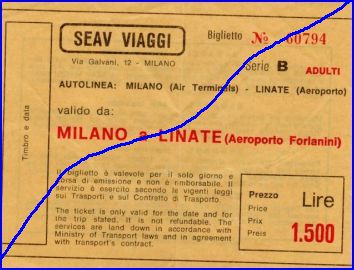 SEAV VIAGGI
Via Galvani, 12 - MILANO
Biglietto № 60794
Serie B ADULTI
AUTOLINEA: MILANO (Air Terminals) - LINATE (Aeroporto)
valido da:
MILANO a LINATE (Aeroporto Forlanini)
Timbro e data
Il biglietto è valevole per il solo giorno e
corsa di emissione e non è rimborsabile. Il
servizio è esercito secondo le vigenti leggi
sui Trasporti e sul Contratto di Trasporto.
The ticket is only valid for the date and for
the trip stated. It is not refundable. The
services are land down in accordance with
Ministry of Transport laws and in agreement
with transport's contract.
Prezzo
Price
Prix
Preis
Lire
1.500